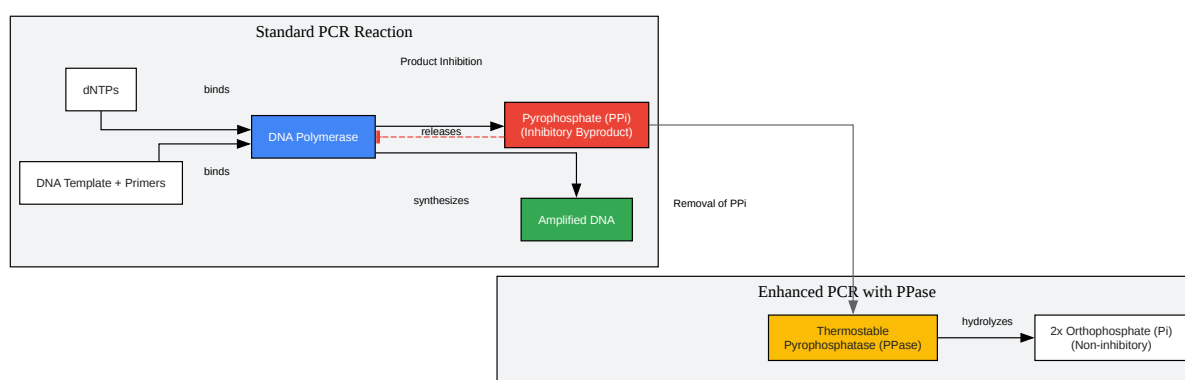 Standard PCR Reaction
Product Inhibition
dNTPs
binds
DNA Polymerase
releases
Pyrophosphate (PPi)
(Inhibitory Byproduct)
DNA Template + Primers
binds
synthesizes
Amplified DNA
Removal of PPi
Enhanced PCR with PPase
Thermostable
Pyrophosphatase (PPase)
hydrolyzes
2x Orthophosphate (Pi)
(Non-inhibitory)